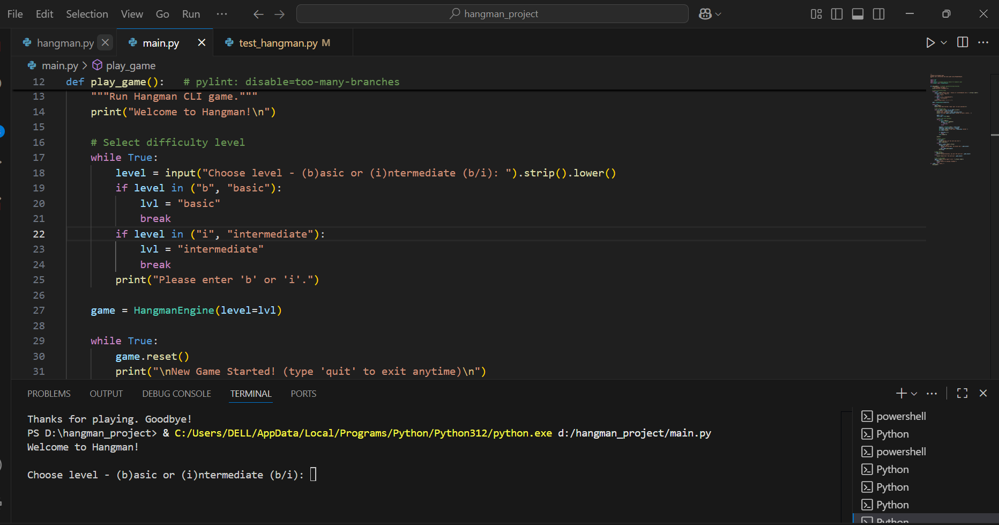 File Edit Selection View Go Run ···
hangman_project
hangman.py
main.py
test_hangman.py M
main.py > play_game
12 def play_game():   # pylint: disable=too-many-branches
13     """Run Hangman CLI game."""
14     print("Welcome to Hangman!\n")
15
16     # Select difficulty level
17     while True:
18         level = input("Choose level - (b)asic or (i)ntermediate (b/i): ").strip().lower()
19         if level in ("b", "basic"):
20             lvl = "basic"
21             break
22         if level in ("i", "intermediate"):
23             lvl = "intermediate"
24             break
25         print("Please enter 'b' or 'i'.")
26
27     game = HangmanEngine(level=lvl)
28
29     while True:
30         game.reset()
31         print("\nNew Game Started! (type 'quit' to exit anytime)\n")
PROBLEMS OUTPUT DEBUG CONSOLE TERMINAL PORTS
Thanks for playing. Goodbye!
PS D:\hangman_project> & C:/Users/DELL/AppData/Local/Programs/Python/Python312/python.exe d:/hangman_project/main.py
Welcome to Hangman!
Choose level - (b)asic or (i)ntermediate (b/i):
powershell
Python
powershell
Python
Python
Python
Python